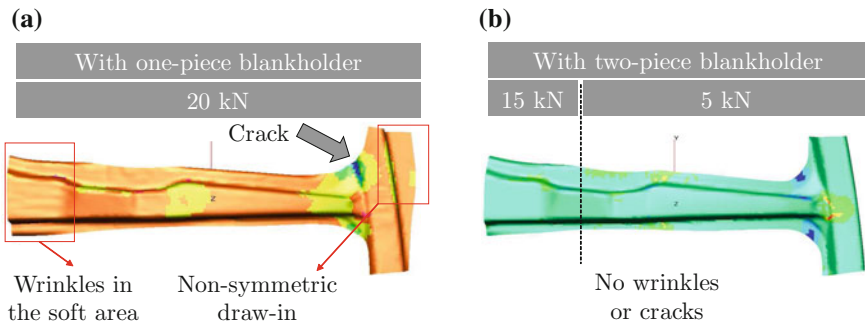 (a)
With one-piece blankholder
20 kN
Crack
Z
Wrinkles in
the soft area
Non-symmetric
draw-in
(b)
With two-piece blankholder
15 kN
5 kN
Y
Z
No wrinkles
or cracks